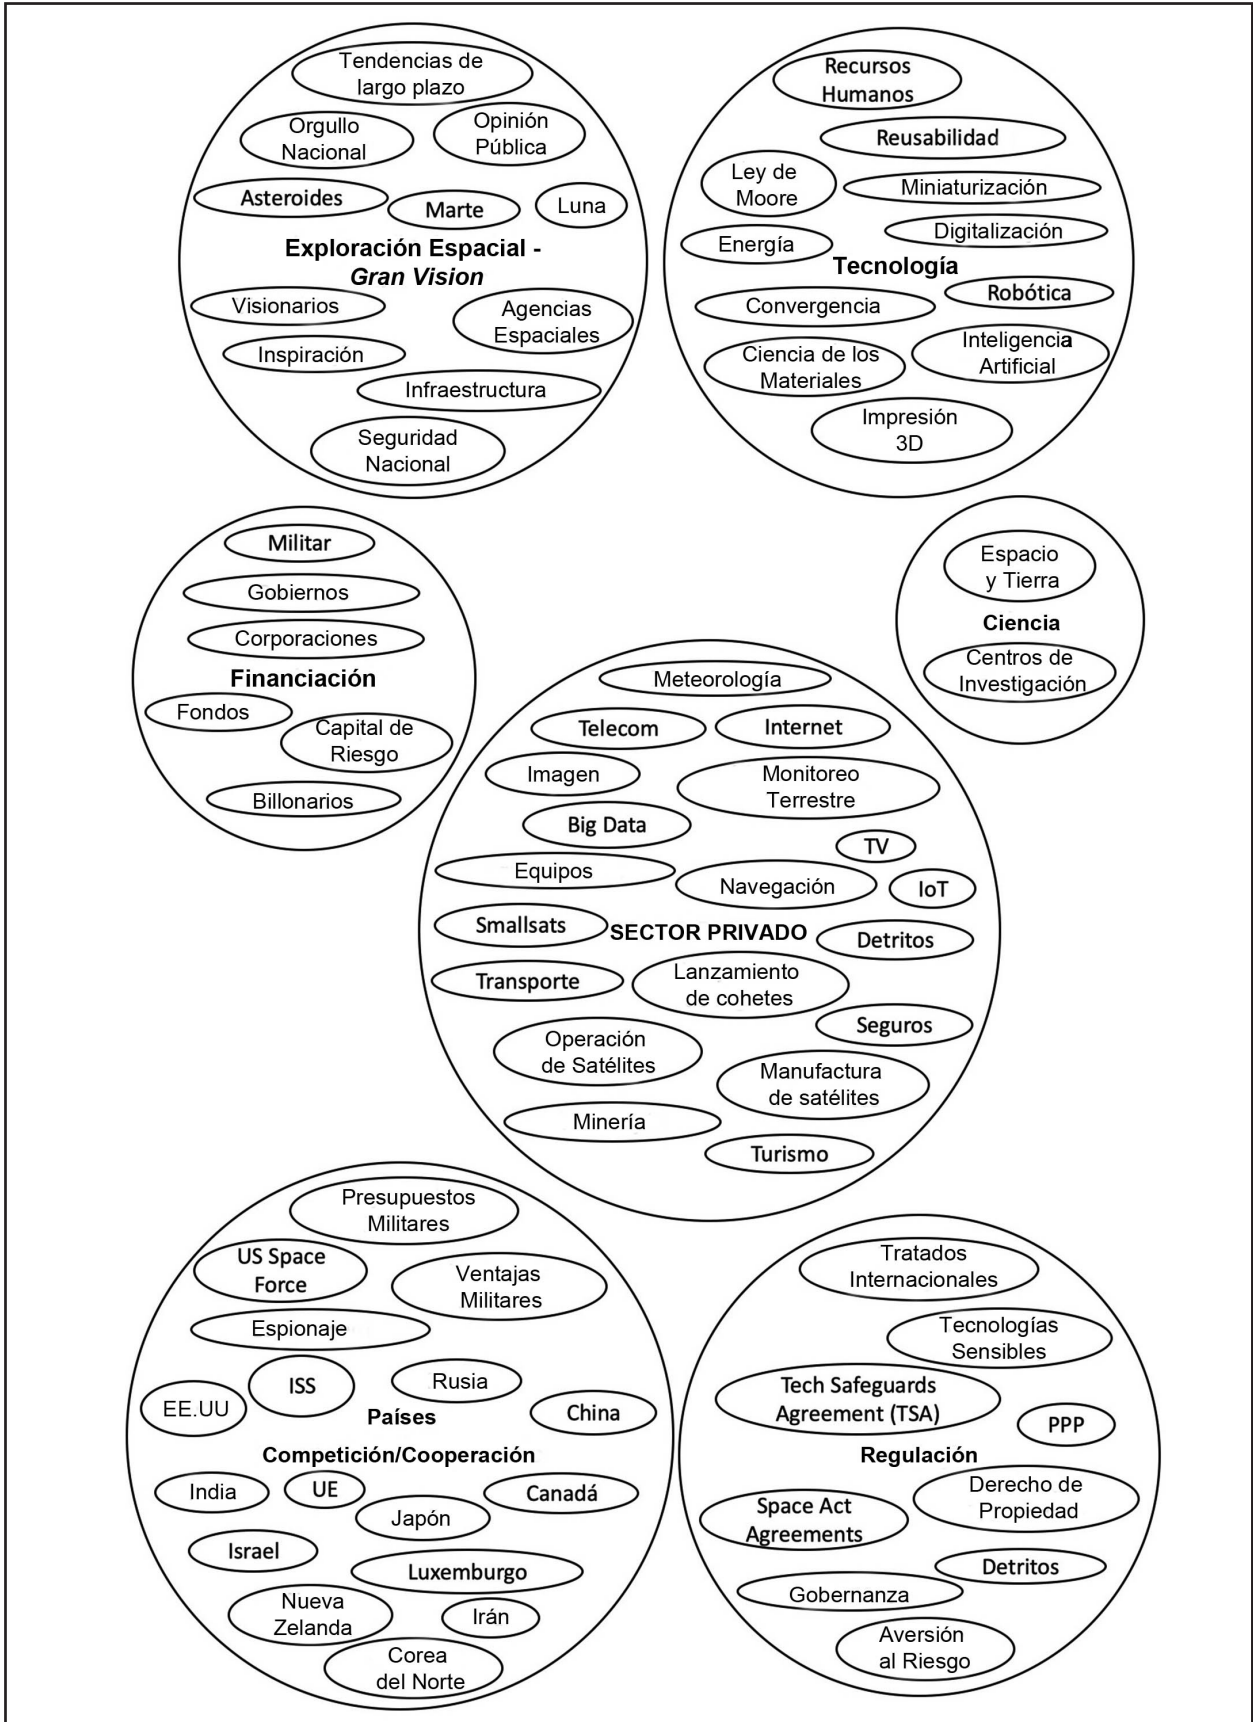 Tendencias de
largo plazo
Orgullo
Nacional
Opinión
Pública
Asteroides
Marte
Luna
Exploración Espacial -
Gran Vision
Visionarios
Agencias
Espaciales
Inspiración
Infraestructura
Seguridad
Nacional
Recursos
Humanos
Reusabilidad
Ley de
Moore
Miniaturización
Digitalización
Energía
Tecnología
Robótica
Convergencia
Inteligencia
Artificial
Ciencia de los
Materiales
Impresión
3D
Militar
Gobiernos
Corporaciones
Financiación
Fondos
Capital de
Riesgo
Billonarios
Espacio
y Tierra
Ciencia
Centros de
Investigación
Meteorología
Telecom
Internet
Imagen
Monitoreo
Terrestre
Big Data
TV
Equipos
Navegación
IoT
Smallsats
SECTOR PRIVADO
Detritos
Transporte
Lanzamiento
de cohetes
Seguros
Operación
de Satélites
Manufactura
de satélites
Minería
Turismo
Presupuestos
Militares
US Space
Force
Ventajas
Militares
Espionaje
ISS
Rusia
EE.UU
Países
China
Competición/Cooperación
India
UE
Canadá
Japón
Israel
Luxemburgo
Nueva
Zelanda
Irán
Corea
del Norte
Tratados
Internacionales
Tecnologías
Sensibles
Tech Safeguards
Agreement (TSA)
PPP
Regulación
Derecho de
Propiedad
Space Act
Agreements
Detritos
Gobernanza
Aversión
al Riesgo